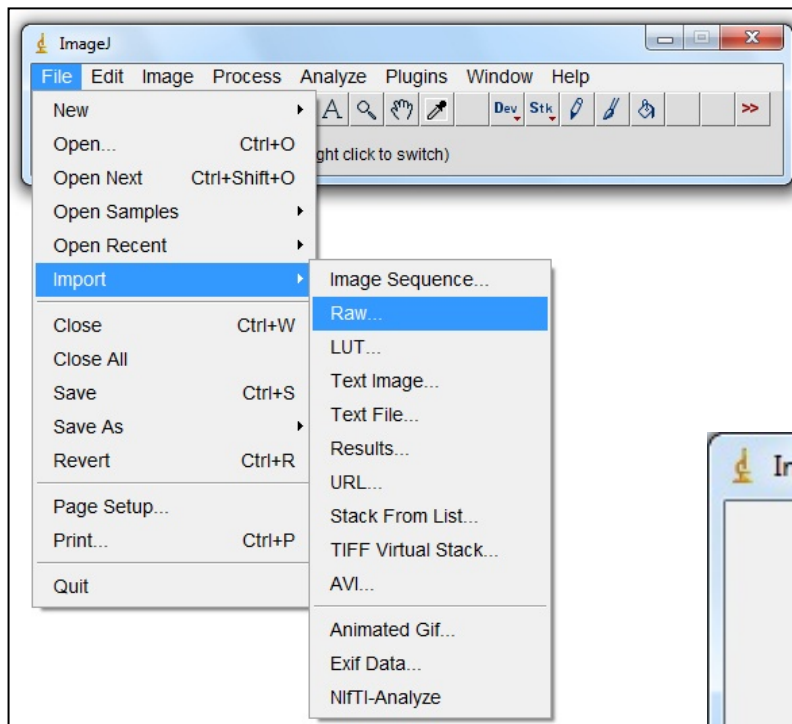 ImageJ
File Edit Image Process Analyze Plugins Window Help
A Dev Stk >>
ght click to switch)
New
Open... Ctrl+O
Open Next Ctrl+Shift+O
Open Samples
Open Recent
Import
Close Ctrl+W
Close All
Save Ctrl+S
Save As
Revert Ctrl+R
Page Setup...
Print... Ctrl+P
Quit
Image Sequence...
Raw...
LUT...
Text Image...
Text File...
Results...
URL...
Stack From List...
TIFF Virtual Stack...
AVI...
Animated Gif...
Exif Data...
NIfTI-Analyze